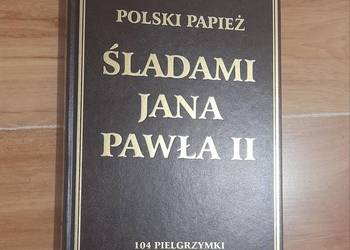 POLSKI PAPIEŻ
ŚLADAMI
JANA
PAWŁA II
104 PIELGRZYMKI